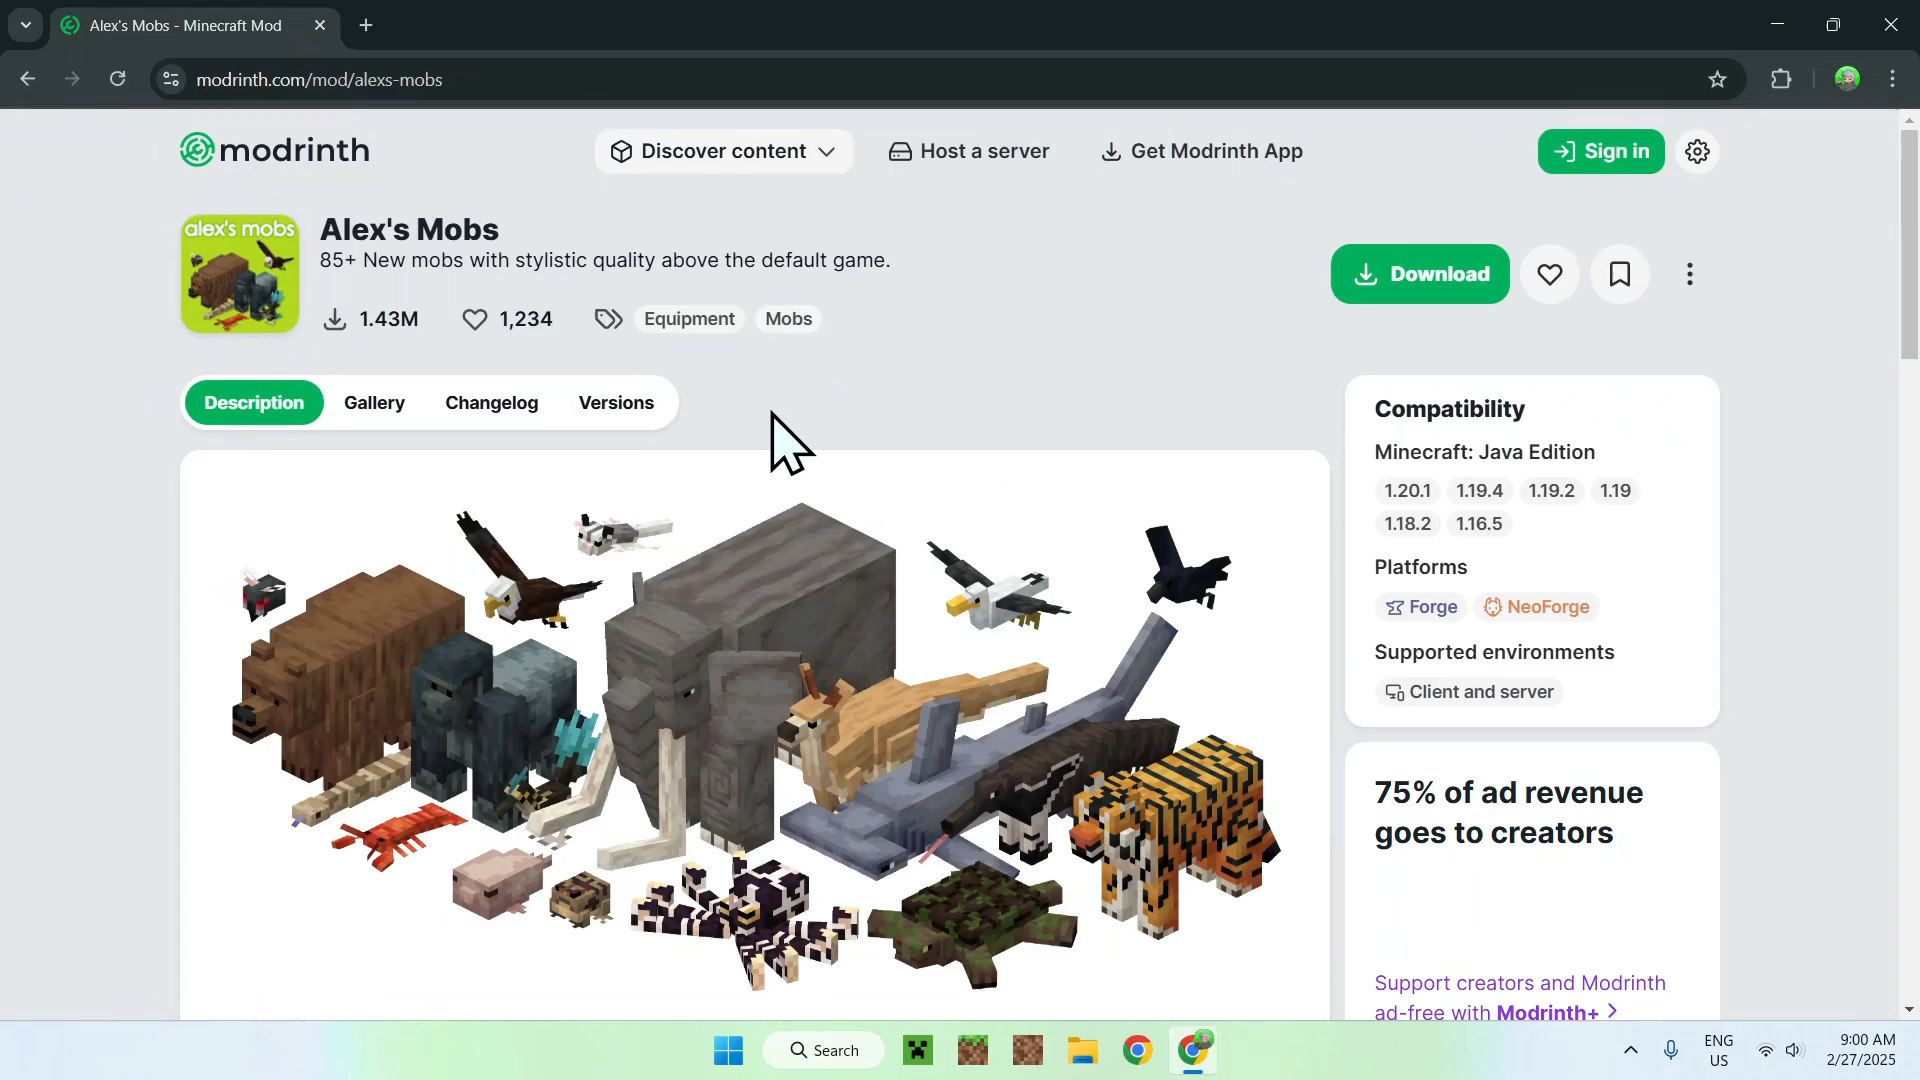 Alex's Mobs - Minecraft Mod
modrinth.com/mod/alexs-mobs
modrinth
Discover content
Host a server
Get Modrinth App
Sign in
alex's mobs
Alex's Mobs
85+ New mobs with stylistic quality above the default game.
1.43M
1,234
Equipment
Mobs
Download
Description
Gallery
Changelog
Versions
Compatibility
Minecraft: Java Edition
1.20.1 1.19.4 1.19.2 1.19
1.18.2 1.16.5
Platforms
Forge NeoForge
Supported environments
Client and server
75% of ad revenue
goes to creators
Support creators and Modrinth
ad-free with Modrinth+
Search
ENG
US
9:00 AM
2/27/2025